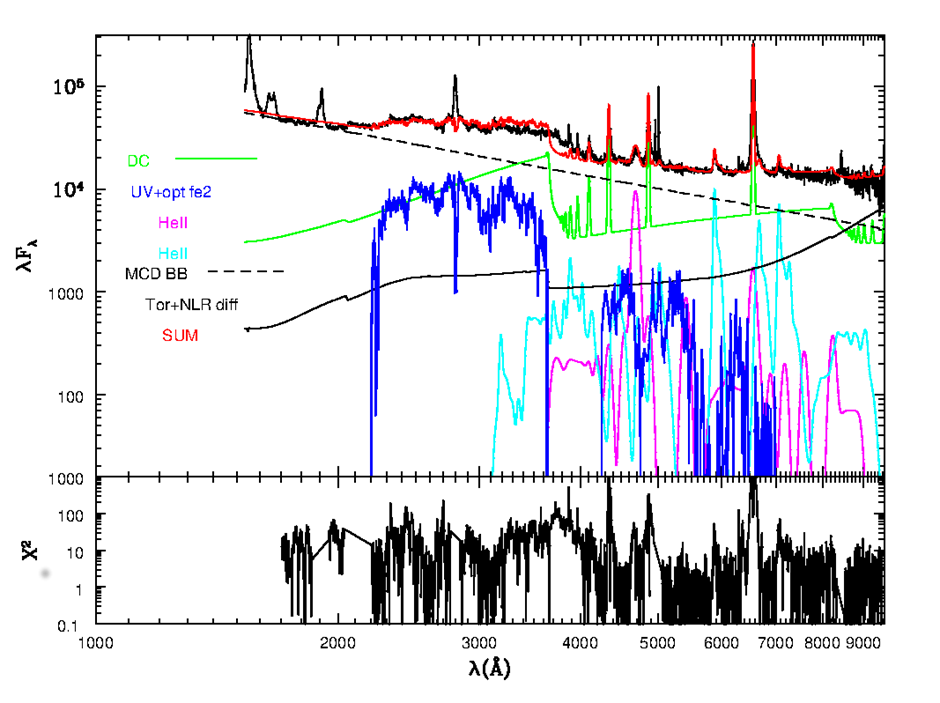 10⁵
DC
10⁴
UV+opt fe2
HeII
λFλ
HeII
MCD BB
1000
Tor+NLR diff
SUM
100
1000
100
χ²
10
1
0.1
1000 2000 3000 4000 5000 6000 7000 8000 9000
λ(Å)